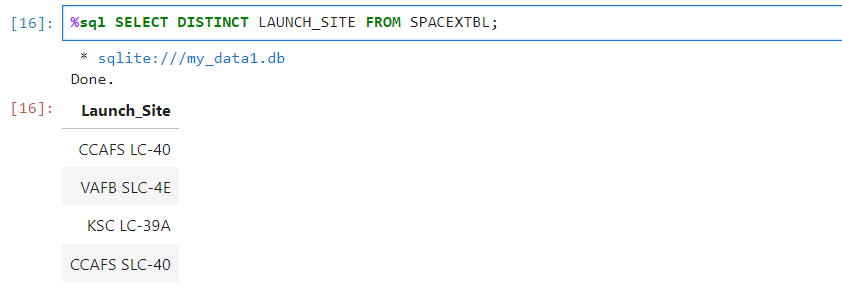 [16]: %sql SELECT DISTINCT LAUNCH_SITE FROM SPACEXTBL;
* sqlite:///my_data1.db
Done.
[16]: Launch_Site
CCAFS LC-40
VAFB SLC-4E
KSC LC-39A
CCAFS SLC-40